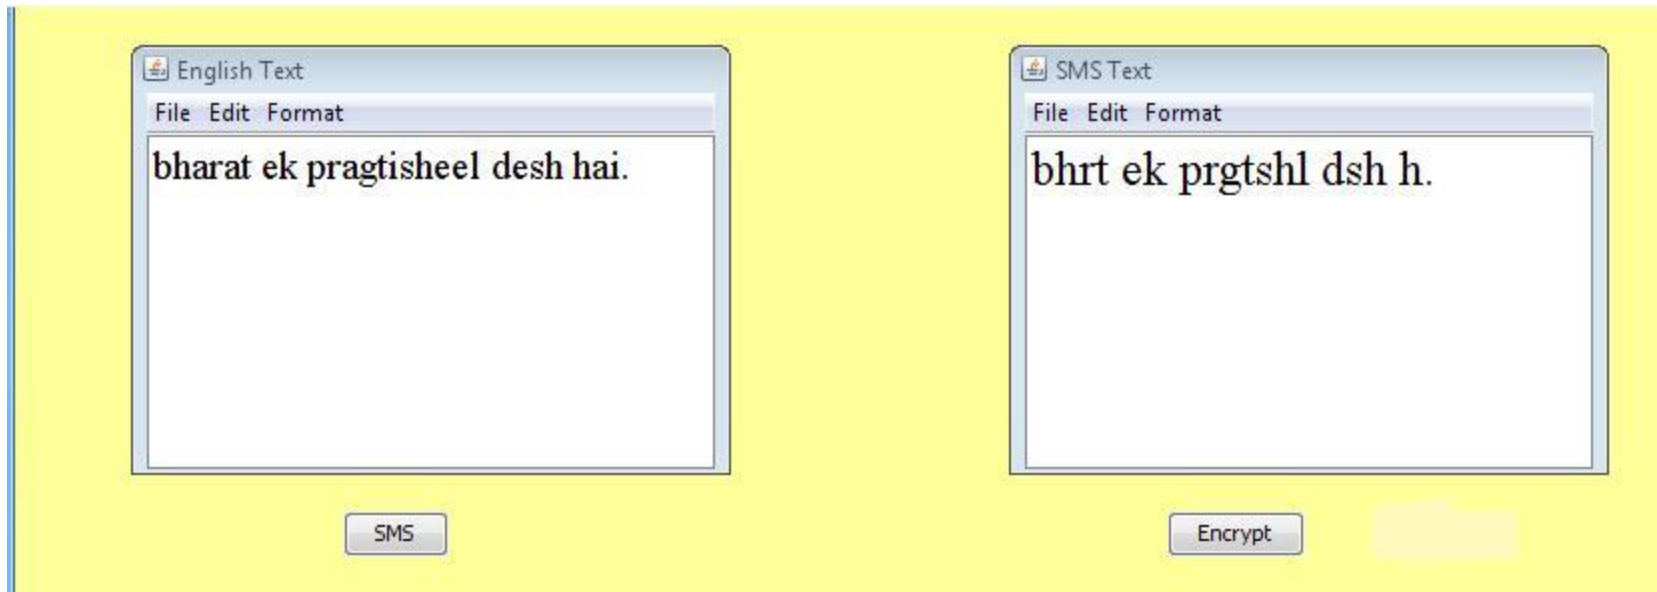 English Text
File Edit Format
bharat ek pragtisheel desh hai.
SMS
SMS Text
File Edit Format
bhrt ek prgtshl dsh h.
Encrypt